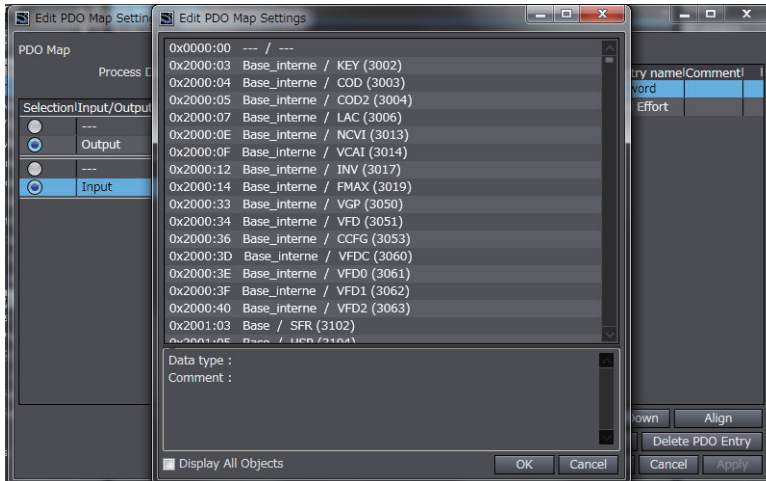 Edit PDO Map Settin
Edit PDO Map Settings
PDO Map
Process D
Selection Input/Output
---
Output
---
Input
0x0000:00 --- / ---
0x2000:03 Base_interne / KEY (3002)
0x2000:04 Base_interne / COD (3003)
0x2000:05 Base_interne / COD2 (3004)
0x2000:07 Base_interne / LAC (3006)
0x2000:0E Base_interne / NCVI (3013)
0x2000:0F Base_interne / VCAI (3014)
0x2000:12 Base_interne / INV (3017)
0x2000:14 Base_interne / FMAX (3019)
0x2000:33 Base_interne / VGP (3050)
0x2000:34 Base_interne / VFD (3051)
0x2000:36 Base_interne / CCFG (3053)
0x2000:3D Base_interne / VFDC (3060)
0x2000:3E Base_interne / VFD0 (3061)
0x2000:3F Base_interne / VFD1 (3062)
0x2000:40 Base_interne / VFD2 (3063)
0x2001:03 Base / SFR (3102)
0x2001:05 Base / USP (3104)
Data type :
Comment :
Display All Objects
OK Cancel
try name Comment
word
Effort
Down Align
Delete PDO Entry
Cancel Apply